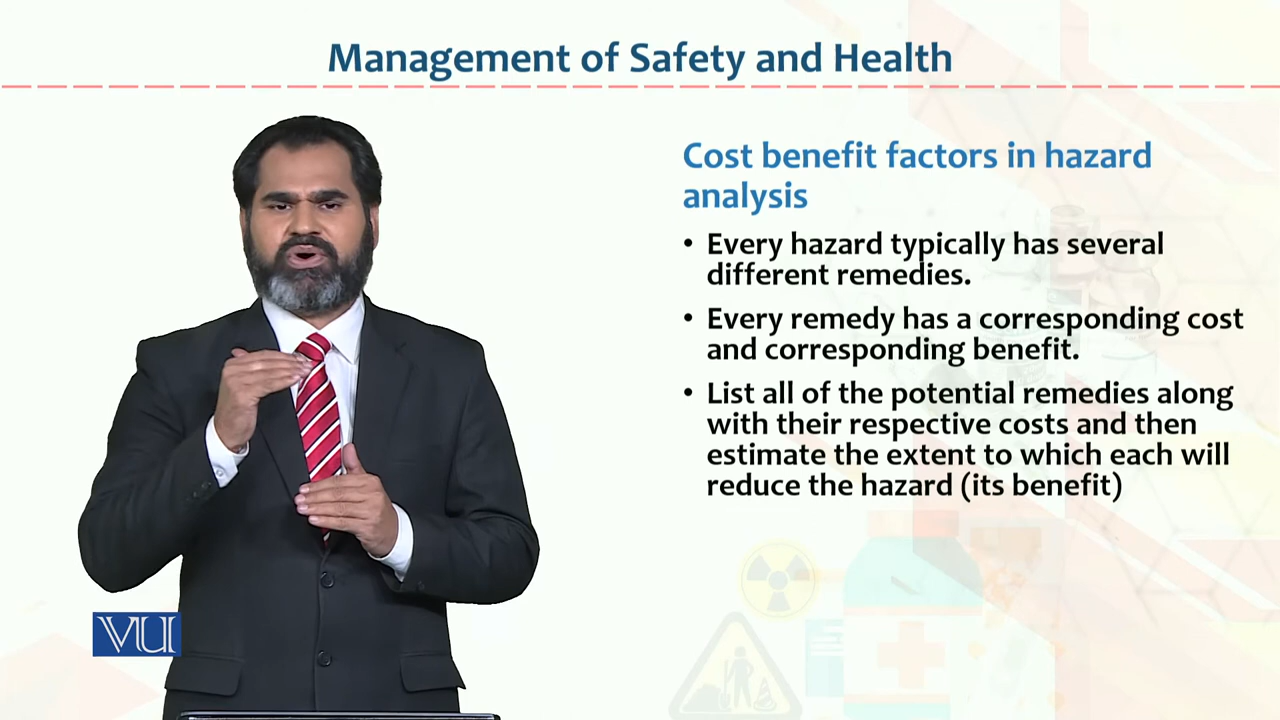 Management of Safety and Health
Cost benefit factors in hazard
analysis
• Every hazard typically has several
different remedies.
• Every remedy has a corresponding cost
and corresponding benefit.
• List all of the potential remedies along
with their respective costs and then
estimate the extent to which each will
reduce the hazard (its benefit)
VU